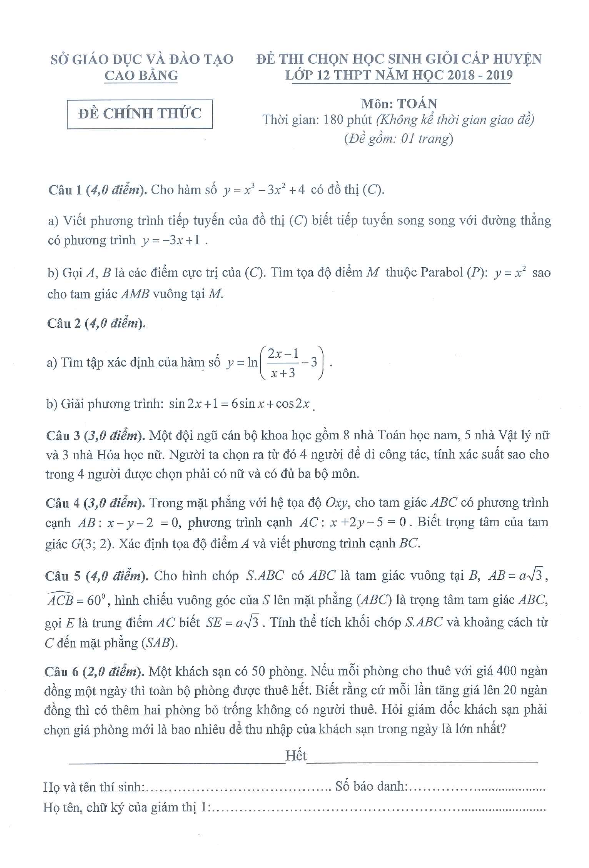 SỞ GIÁO DỤC VÀ ĐÀO TẠO
CAO BẰNG
ĐỀ CHÍNH THỨC
ĐỀ THI CHỌN HỌC SINH GIỎI CẤP HUYỆN
LỚP 12 THPT NĂM HỌC 2018 - 2019
Môn: TOÁN
Thời gian: 180 phút (Không kể thời gian giao đề)
(Đề gồm: 01 trang)
Câu 1 (4,0 điểm). Cho hàm số y = x³ − 3x² + 4 có đồ thị (C).
a) Viết phương trình tiếp tuyến của đồ thị (C) biết tiếp tuyến song song với đường thẳng
có phương trình y = −3x + 1 .
b) Gọi A, B là các điểm cực trị của (C). Tìm tọa độ điểm M thuộc Parabol (P): y = x² sao
cho tam giác AMB vuông tại M.
Câu 2 (4,0 điểm).
a) Tìm tập xác định của hàm số y = ln((2x−1)/(x+3) − 3) .
b) Giải phương trình: sin 2x + 1 = 6sin x + cos 2x .
Câu 3 (3,0 điểm). Một đội ngũ cán bộ khoa học gồm 8 nhà Toán học nam, 5 nhà Vật lý nữ
và 3 nhà Hóa học nữ. Người ta chọn ra từ đó 4 người để đi công tác, tính xác suất sao cho
trong 4 người được chọn phải có nữ và có đủ ba bộ môn.
Câu 4 (3,0 điểm). Trong mặt phẳng với hệ tọa độ Oxy, cho tam giác ABC có phương trình
cạnh AB: x − y − 2 = 0, phương trình cạnh AC: x +2y − 5 = 0 . Biết trọng tâm của tam
giác G(3; 2). Xác định tọa độ điểm A và viết phương trình cạnh BC.
Câu 5 (4,0 điểm). Cho hình chóp S.ABC có ABC là tam giác vuông tại B, AB = a√3 ,
ACB = 60⁰ , hình chiếu vuông góc của S lên mặt phẳng (ABC) là trọng tâm tam giác ABC,
gọi E là trung điểm AC biết SE = a√3 . Tính thể tích khối chóp S.ABC và khoảng cách từ
C đến mặt phẳng (SAB).
Câu 6 (2,0 điểm). Một khách sạn có 50 phòng. Nếu mỗi phòng cho thuê với giá 400 ngàn
đồng một ngày thì toàn bộ phòng được thuê hết. Biết rằng cứ mỗi lần tăng giá lên 20 ngàn
đồng thì có thêm hai phòng bỏ trống không có người thuê. Hỏi giám đốc khách sạn phải
chọn giá phòng mới là bao nhiêu để thu nhập của khách sạn trong ngày là lớn nhất?
Hết
Họ và tên thí sinh:........................................ Số báo danh:..............................
Họ tên, chữ ký của giám thị 1:................................................................